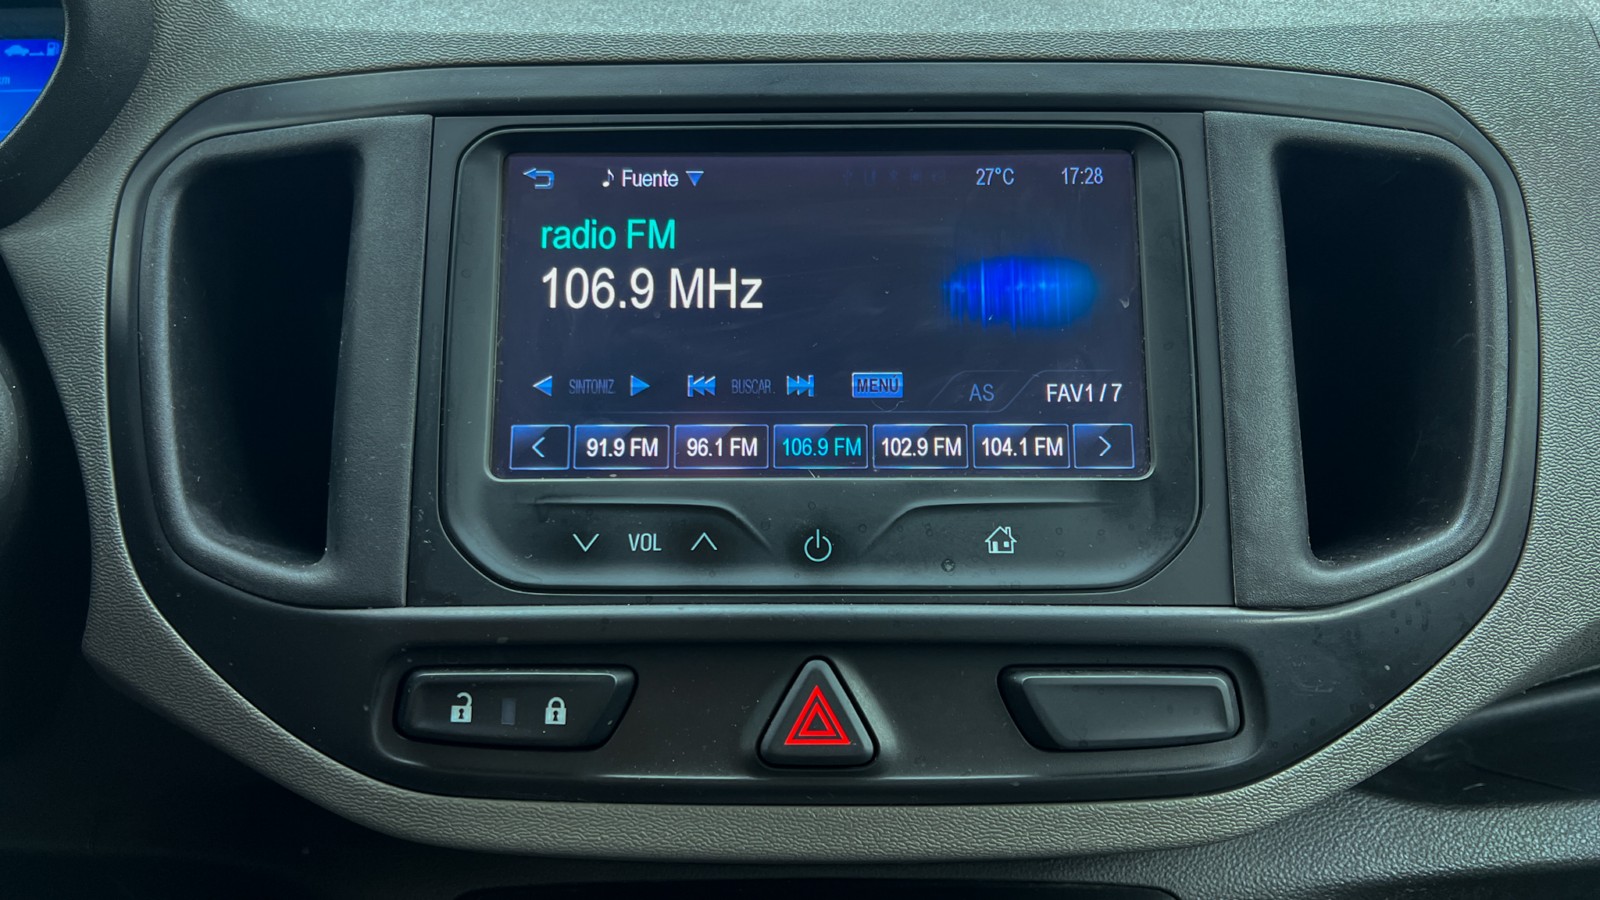 Fuente 27°C 17:28
radio FM
106.9 MHz
SINTONIZ. BUSCAR. MENÚ AS FAV1 / 7
91.9 FM 96.1 FM 106.9 FM 102.9 FM 104.1 FM
VOL